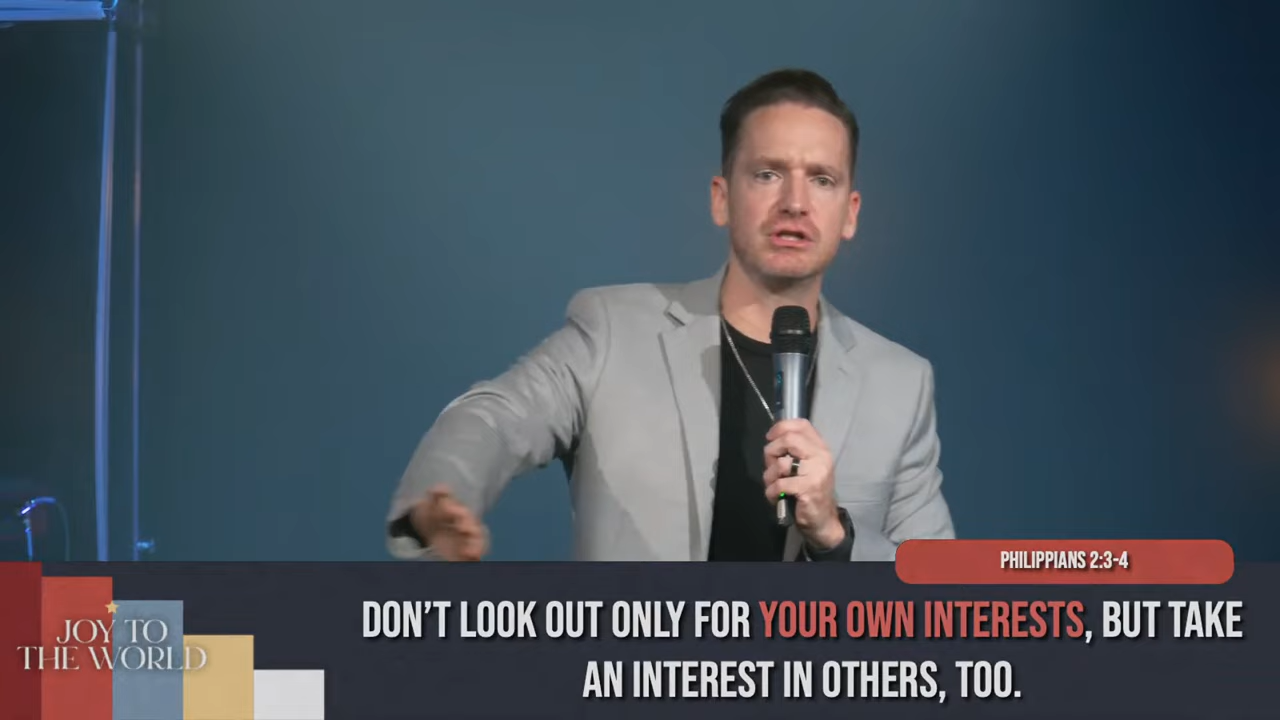 PHILIPPIANS 2:3-4
DON'T LOOK OUT ONLY FOR YOUR OWN INTERESTS, BUT TAKE
AN INTEREST IN OTHERS, TOO.
JOY TO
THE WORLD